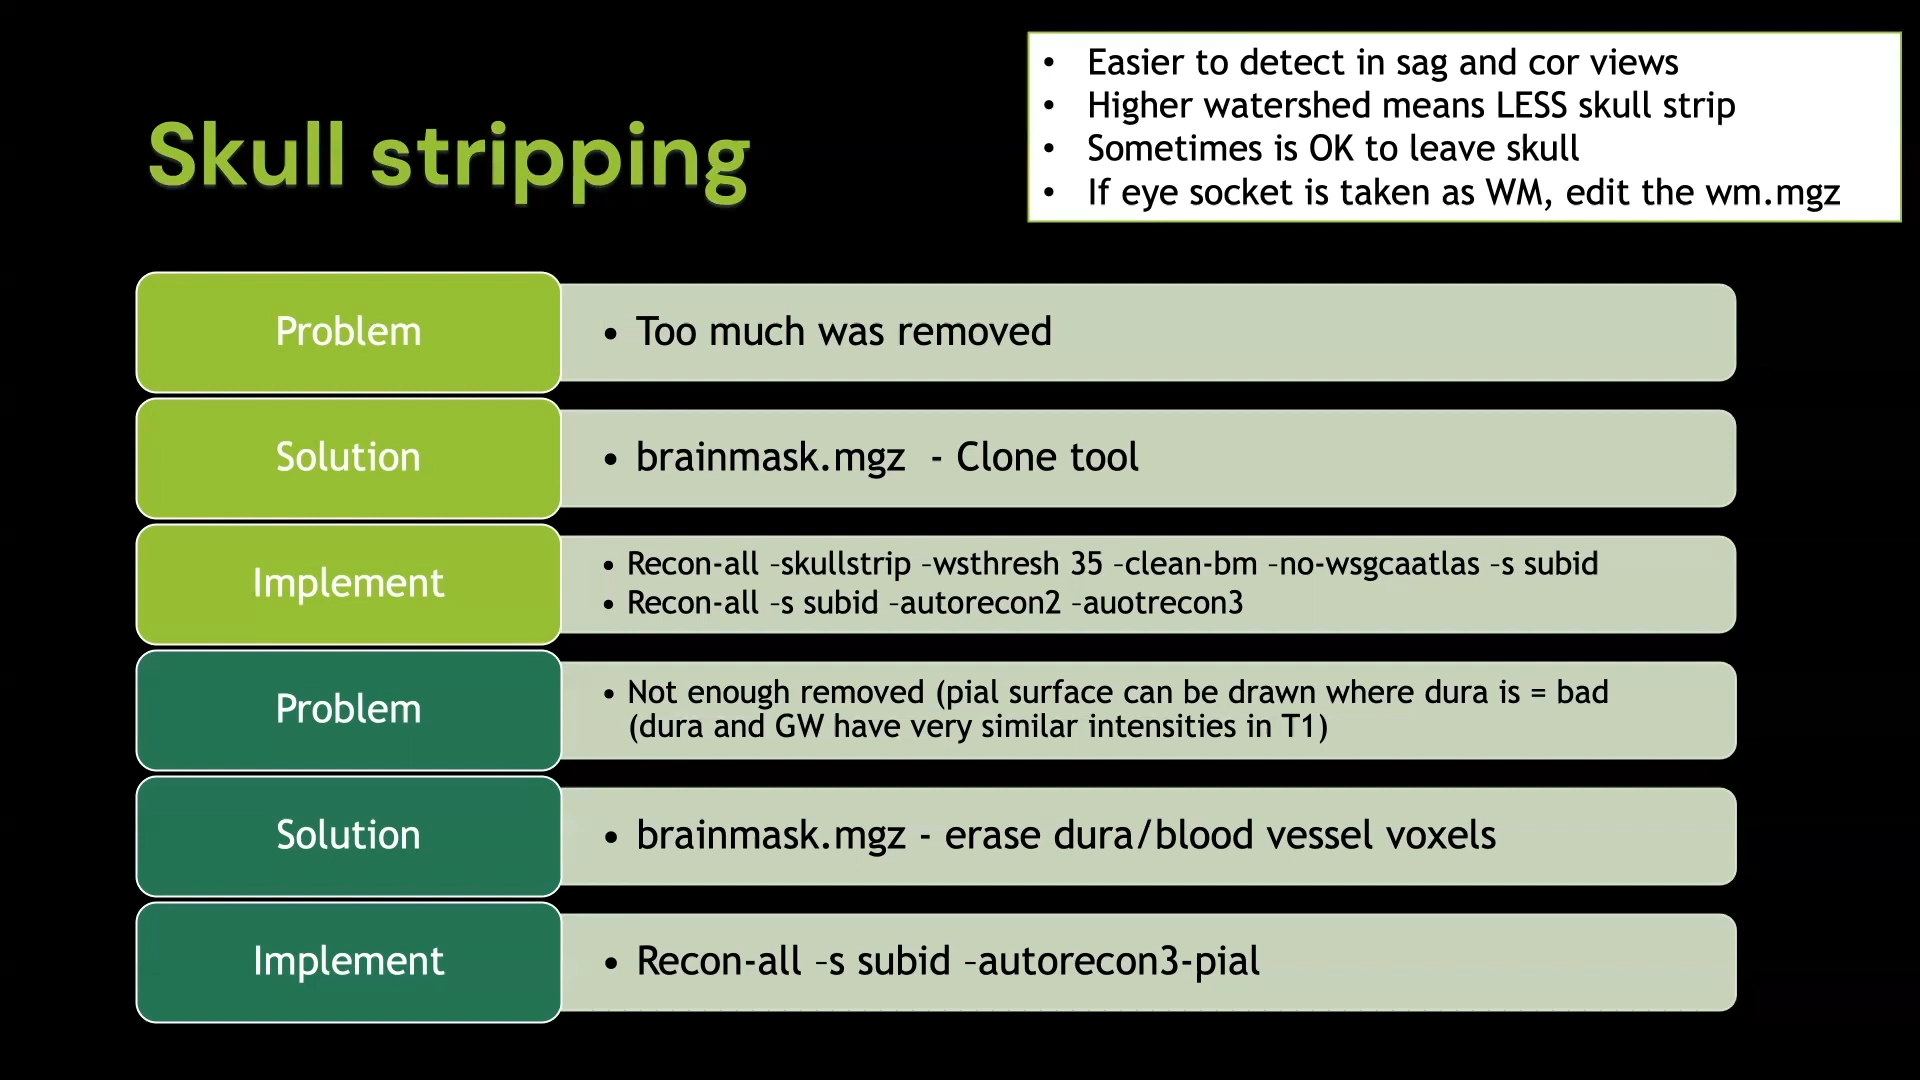 Skull stripping
• Easier to detect in sag and cor views
• Higher watershed means LESS skull strip
• Sometimes is OK to leave skull
• If eye socket is taken as WM, edit the wm.mgz
Problem
• Too much was removed
Solution
• brainmask.mgz - Clone tool
Implement
• Recon-all –skullstrip –wsthresh 35 –clean-bm –no-wsgcaatlas –s subid
• Recon-all –s subid –autorecon2 –auotrecon3
Problem
• Not enough removed (pial surface can be drawn where dura is = bad
(dura and GW have very similar intensities in T1)
Solution
• brainmask.mgz - erase dura/blood vessel voxels
Implement
• Recon-all –s subid –autorecon3-pial